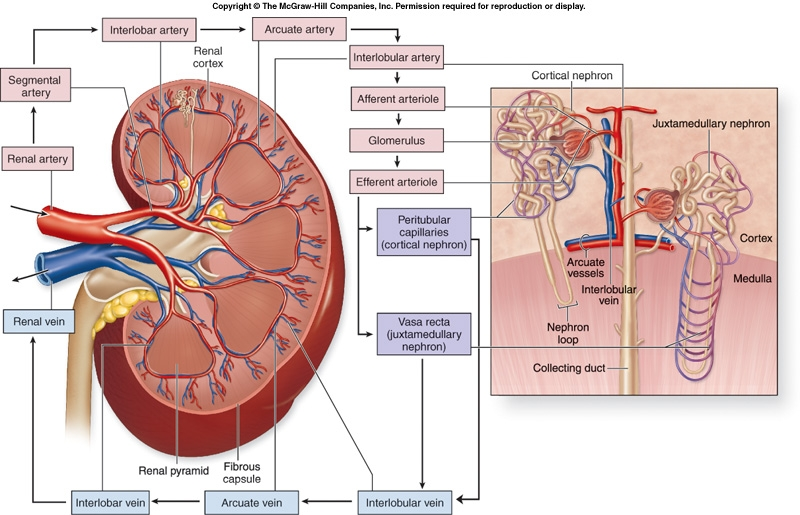 Copyright © The McGraw-Hill Companies, Inc. Permission required for reproduction or display.
Interlobar artery
Arcuate artery
Renal
cortex
Interlobular artery
Segmental
artery
Afferent arteriole
Glomerulus
Renal artery
Efferent arteriole
Peritubular
capillaries
(cortical nephron)
Renal vein
Vasa recta
(juxtamedullary
nephron)
Renal pyramid
Fibrous
capsule
Interlobar vein
Arcuate vein
Interlobular vein
Cortical nephron
Juxtamedullary nephron
Cortex
Arcuate
vessels
Medulla
Interlobular
vein
Nephron
loop
Collecting duct